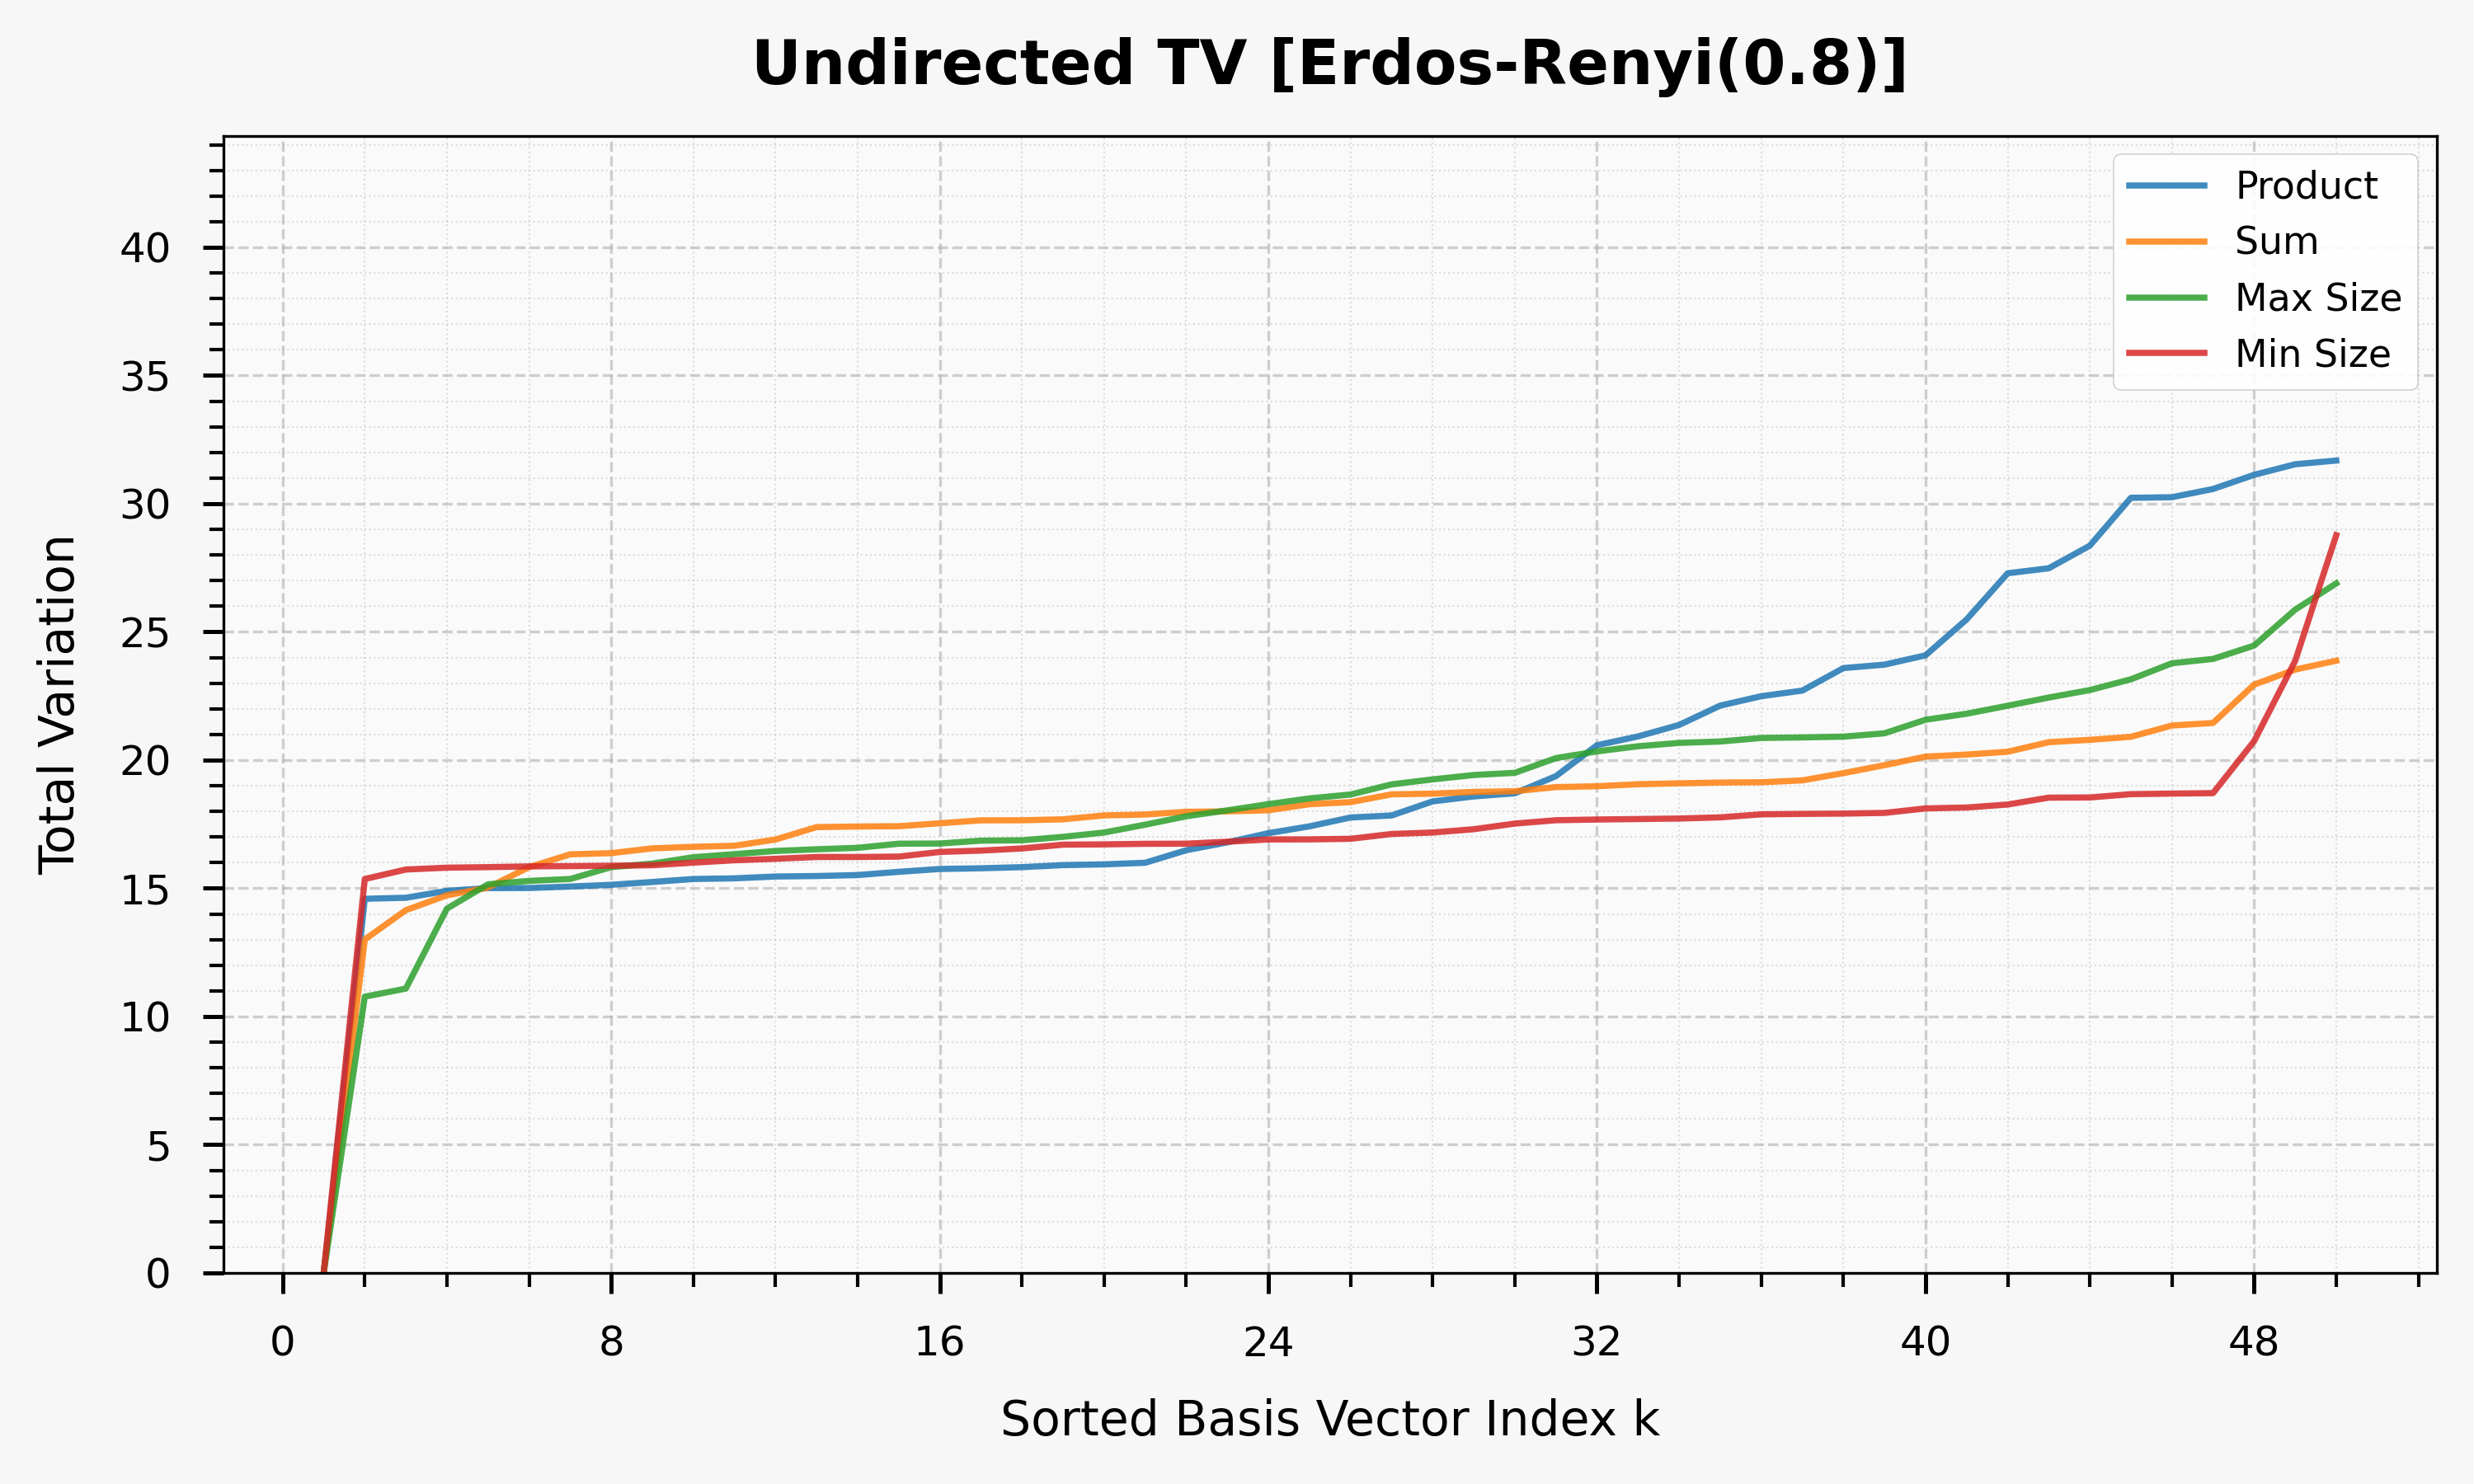 Undirected TV [Erdos-Renyi(0.8)]
Product
Sum
Max Size
Min Size
Total Variation
40
35
30
25
20
15
10
5
0
0 8 16 24 32 40 48
Sorted Basis Vector Index k